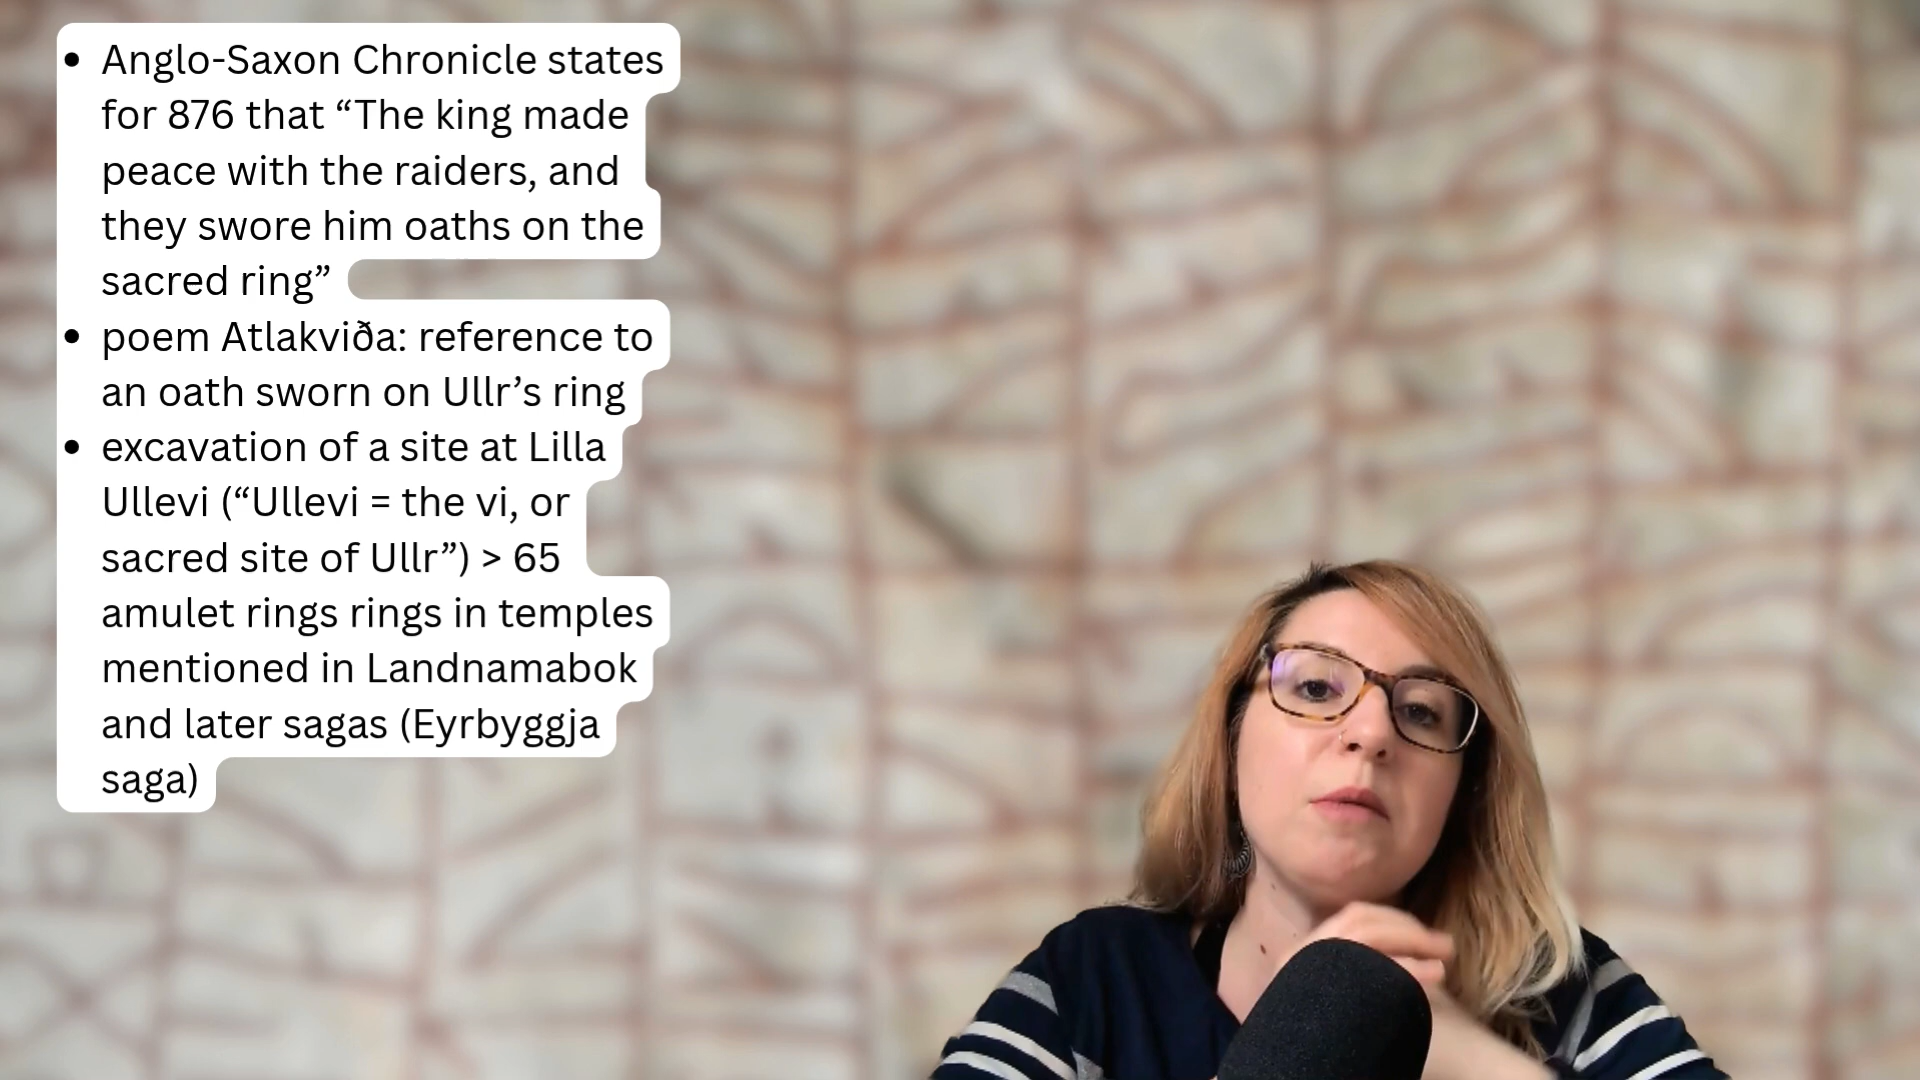 • Anglo-Saxon Chronicle states
for 876 that “The king made
peace with the raiders, and
they swore him oaths on the
sacred ring”
• poem Atlakviða: reference to
an oath sworn on Ullr’s ring
• excavation of a site at Lilla
Ullevi (“Ullevi = the vi, or
sacred site of Ullr”) > 65
amulet rings rings in temples
mentioned in Landnamabok
and later sagas (Eyrbyggja
saga)